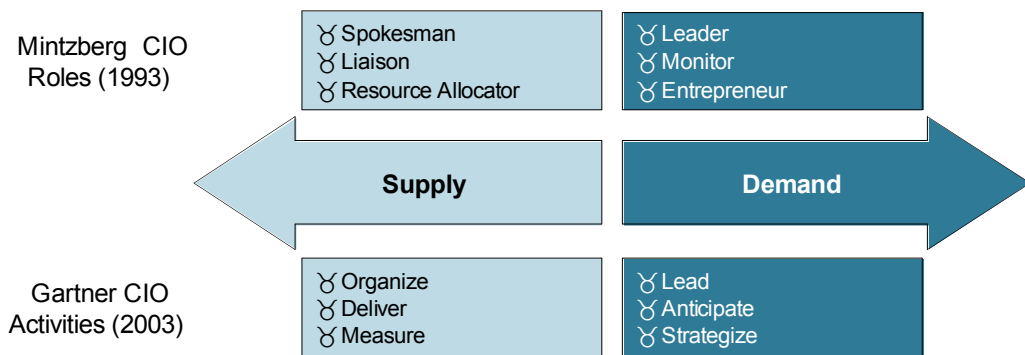 Mintzberg CIO
Roles (1993)
♉ Spokesman
♉ Liaison
♉ Resource Allocator
♉ Leader
♉ Monitor
♉ Entrepreneur
Supply
Demand
Gartner CIO
Activities (2003)
♉ Organize
♉ Deliver
♉ Measure
♉ Lead
♉ Anticipate
♉ Strategize